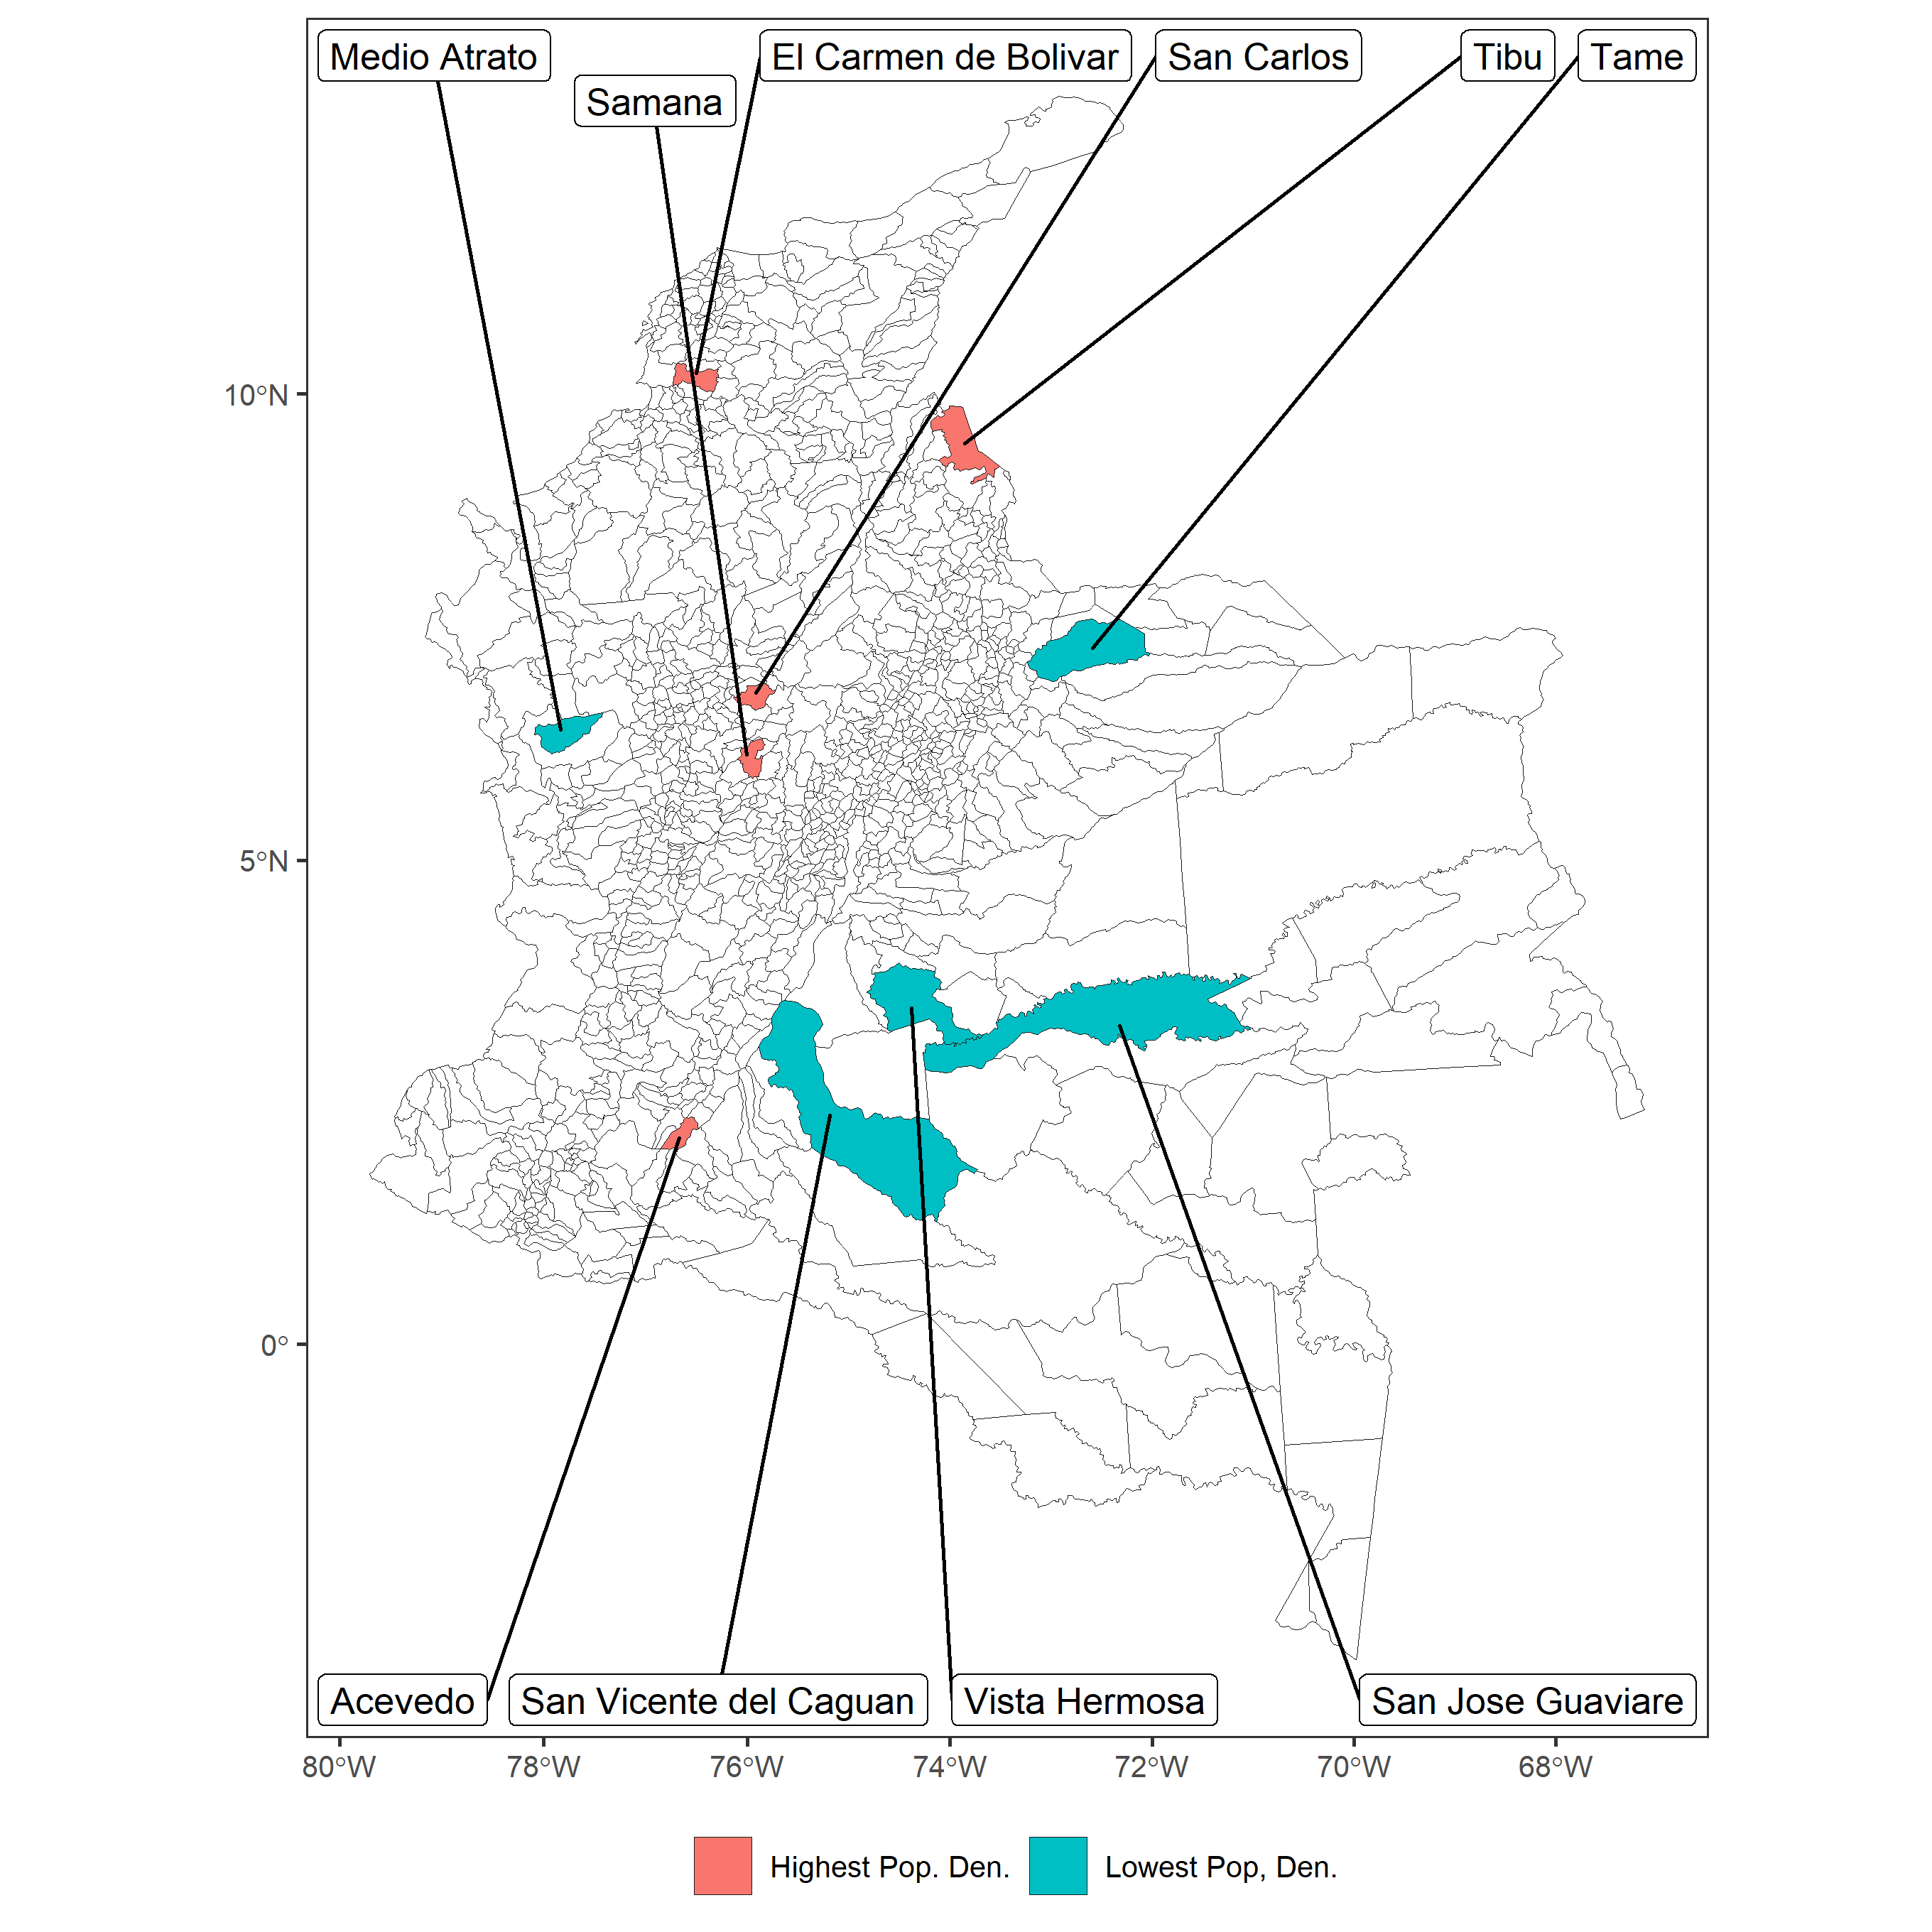 Medio Atrato
El Carmen de Bolivar
San Carlos
Tibu
Tame
Samana
10°N
5°N
0°
Acevedo
San Vicente del Caguan
Vista Hermosa
San Jose Guaviare
80°W
78°W
76°W
74°W
72°W
70°W
68°W
Highest Pop. Den.
Lowest Pop, Den.